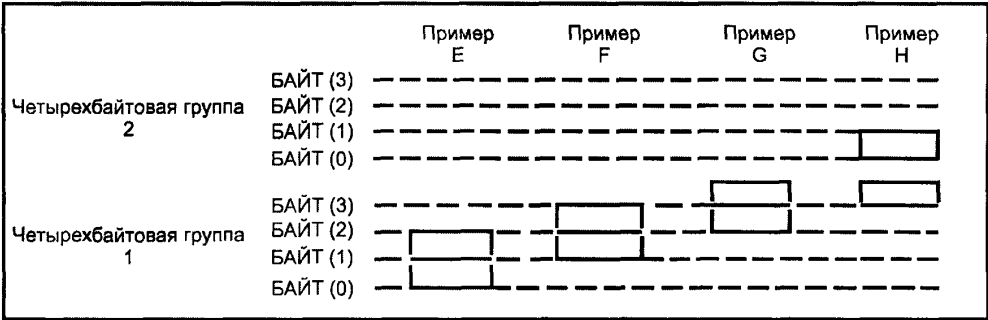 Пример Пример Пример Пример
E F G H
БАЙТ (3)
Четырехбайтовая группа БАЙТ (2)
2 БАЙТ (1)
БАЙТ (0)
БАЙТ (3)
Четырехбайтовая группа БАЙТ (2)
1 БАЙТ (1)
БАЙТ (0)